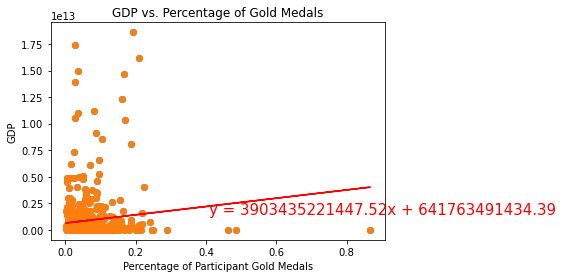 GDP vs. Percentage of Gold Medals
1e13
1.75
1.50
1.25
1.00
0.75
0.50
0.25
0.00
GDP
y = 3903435221447.52x + 641763491434.39
0.0 0.2 0.4 0.6 0.8
Percentage of Participant Gold Medals